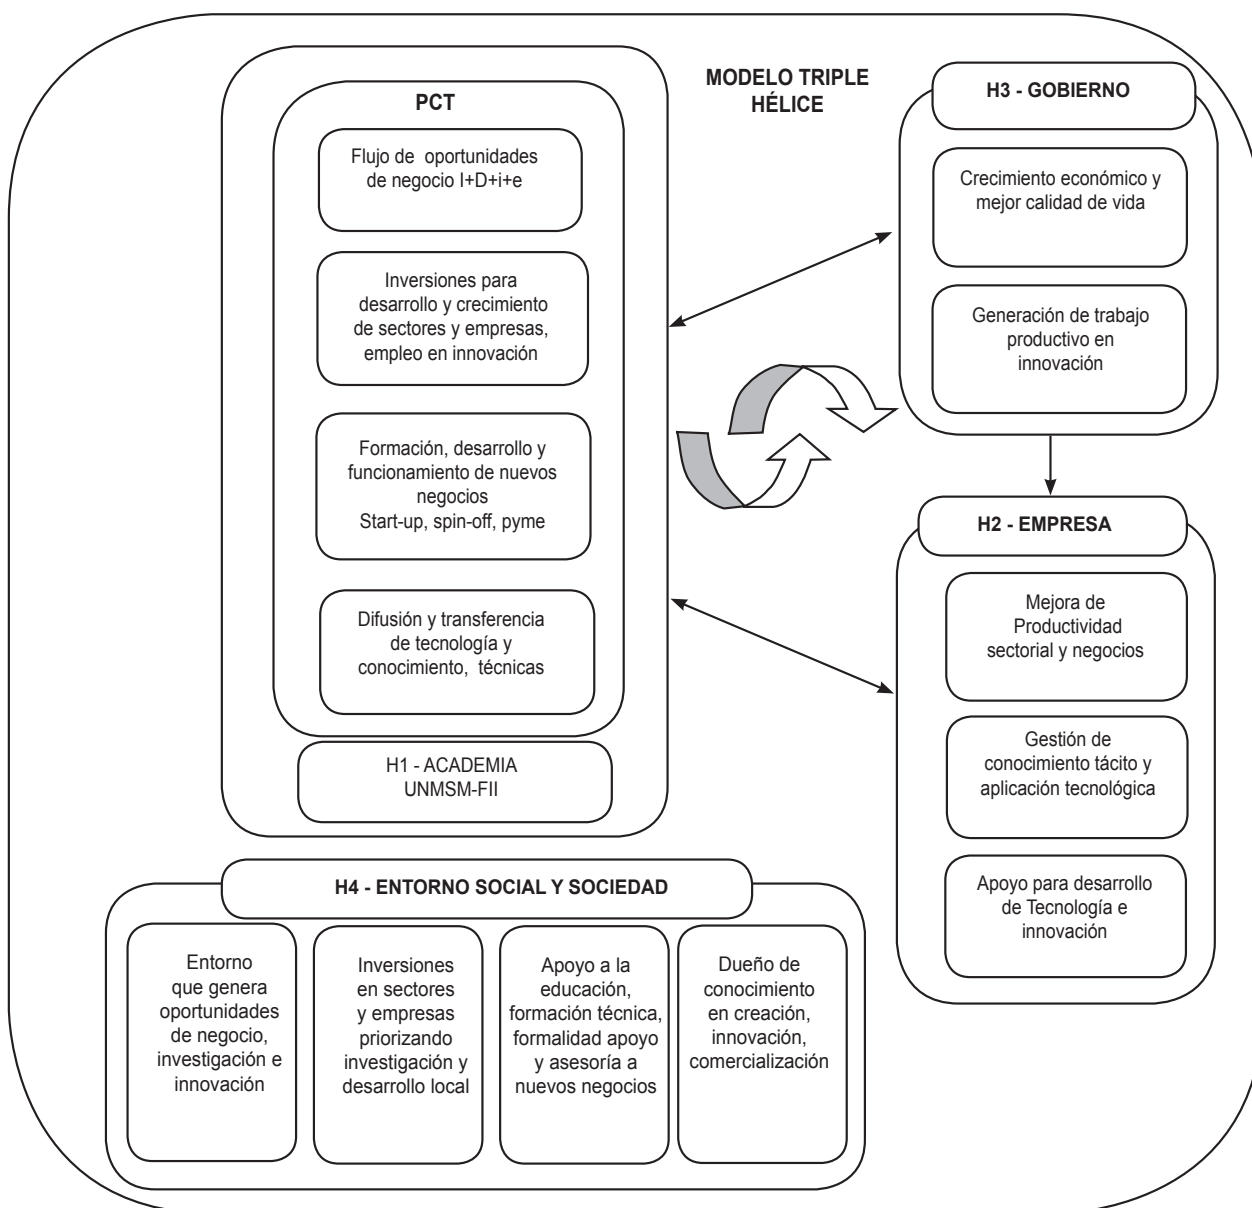 PCT
Flujo de oportunidades
de negocio I+D+i+e
Inversiones para
desarrollo y crecimiento
de sectores y empresas,
empleo en innovación
Formación, desarrollo y
funcionamiento de nuevos
negocios
Start-up, spin-off, pyme
Difusión y transferencia
de tecnología y
conocimiento, técnicas
H1 - ACADEMIA
UNMSM-FII
MODELO TRIPLE
HÉLICE
H3 - GOBIERNO
Crecimiento económico y
mejor calidad de vida
Generación de trabajo
productivo en
innovación
H2 - EMPRESA
Mejora de
Productividad
sectorial y negocios
Gestión de
conocimiento tácito y
aplicación tecnológica
Apoyo para desarrollo
de Tecnología e
innovación
H4 - ENTORNO SOCIAL Y SOCIEDAD
Entorno
que genera
oportunidades
de negocio,
investigación e
innovación
Inversiones
en sectores
y empresas
priorizando
investigación y
desarrollo local
Apoyo a la
educación,
formación técnica,
formalidad apoyo
y asesoría a
nuevos negocios
Dueño de
conocimiento
en creación,
innovación,
comercialización